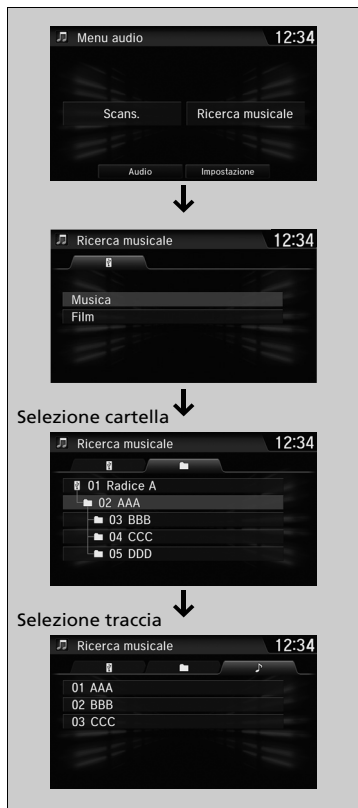 Menu audio 12:34
Scans. Ricerca musicale
Audio Impostazione
Ricerca musicale 12:34
Musica
Film
Selezione cartella
Ricerca musicale 12:34
01 Radice A
02 AAA
03 BBB
04 CCC
05 DDD
Selezione traccia
Ricerca musicale 12:34
01 AAA
02 BBB
03 CCC